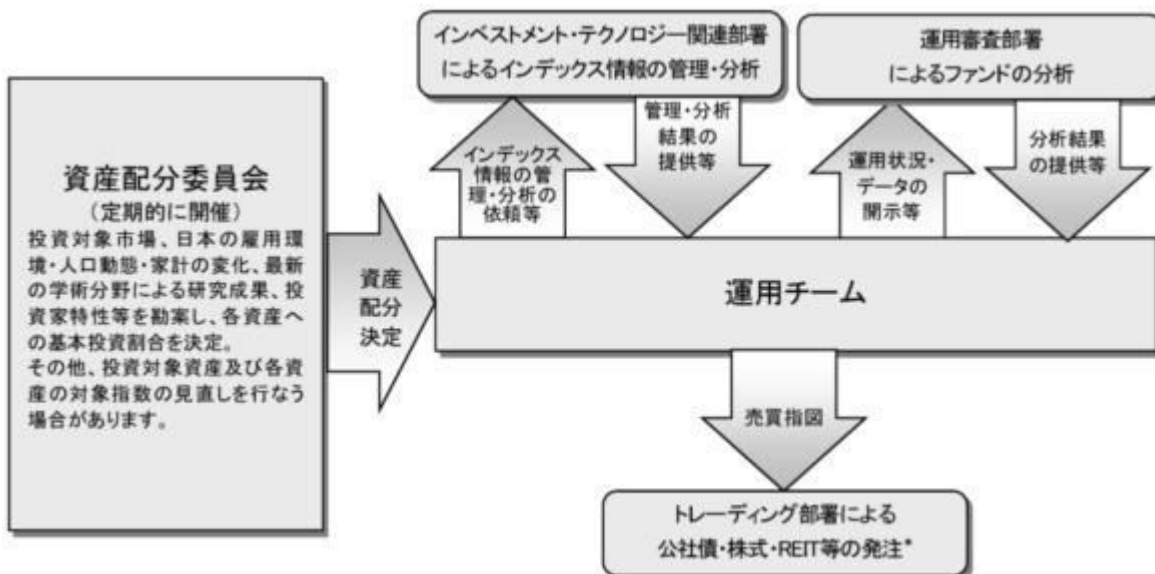 インベストメント・テクノロジー関連部署
によるインデックス情報の管理・分析
運用審査部署
によるファンドの分析
インデックス
情報の管
理・分析の
依頼等
管理・分析
結果の
提供等
運用状況・
データの
開示等
分析結果
の提供等
資産配分委員会
（定期的に開催）
投資対象市場、日本の雇用環
境・人口動態・家計の変化、最新
の学術分野による研究成果、投
資家特性等を勘案し、各資産へ
の基本投資割合を決定。
その他、投資対象資産及び各資
産の対象指数の見直しを行なう
場合があります。
資産
配分
決定
運用チーム
売買指図
トレーディング部署による
公社債・株式・REIT等の発注*